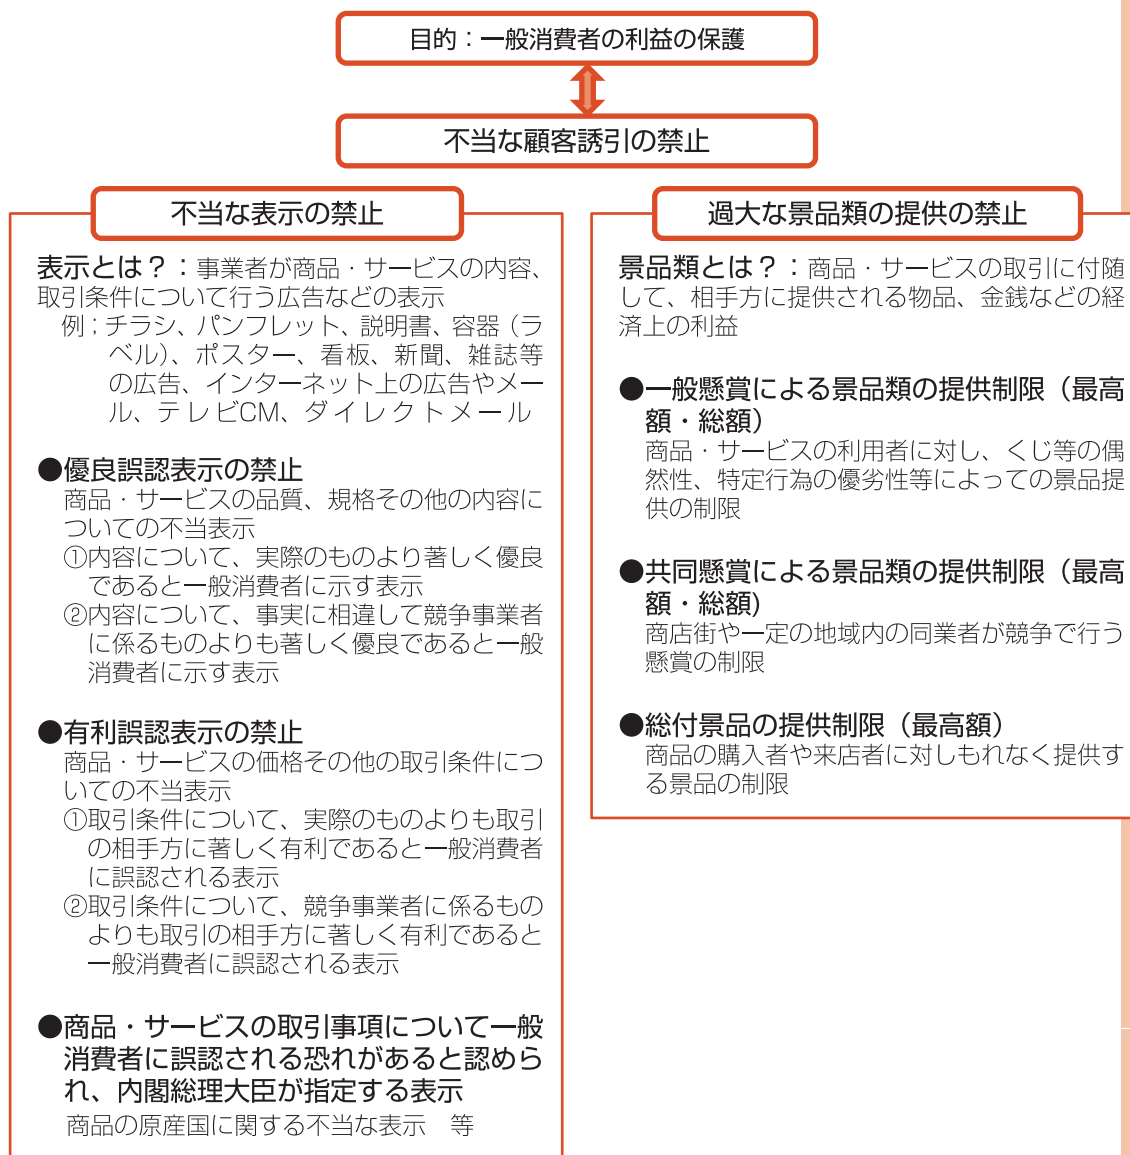 目的：一般消費者の利益の保護
不当な顧客誘引の禁止
不当な表示の禁止
表示とは？：事業者が商品・サービスの内容、
取引条件について行う広告などの表示
例；チラシ、パンフレット、説明書、容器（ラ
ベル）、ポスター、看板、新聞、雑誌等
の広告、インターネット上の広告やメー
ル、テレビCM、ダイレクトメール
●優良誤認表示の禁止
商品・サービスの品質、規格その他の内容に
ついての不当表示
①内容について、実際のものより著しく優良
であると一般消費者に示す表示
②内容について、事実に相違して競争事業者
に係るものよりも著しく優良であると一般
消費者に示す表示
●有利誤認表示の禁止
商品・サービスの価格その他の取引条件につ
いての不当表示
①取引条件について、実際のものよりも取引
の相手方に著しく有利であると一般消費者
に誤認される表示
②取引条件について、競争事業者に係るもの
よりも取引の相手方に著しく有利であると
一般消費者に誤認される表示
●商品・サービスの取引事項について一般
消費者に誤認される恐れがあると認めら
れ、内閣総理大臣が指定する表示
商品の原産国に関する不当な表示　等
過大な景品類の提供の禁止
景品類とは？：商品・サービスの取引に付随
して、相手方に提供される物品、金銭などの経
済上の利益
●一般懸賞による景品類の提供制限（最高
額・総額）
商品・サービスの利用者に対し、くじ等の偶
然性、特定行為の優劣性等によっての景品提
供の制限
●共同懸賞による景品類の提供制限（最高
額・総額)
商店街や一定の地域内の同業者が競争で行う
懸賞の制限
●総付景品の提供制限（最高額）
商品の購入者や来店者に対しもれなく提供す
る景品の制限